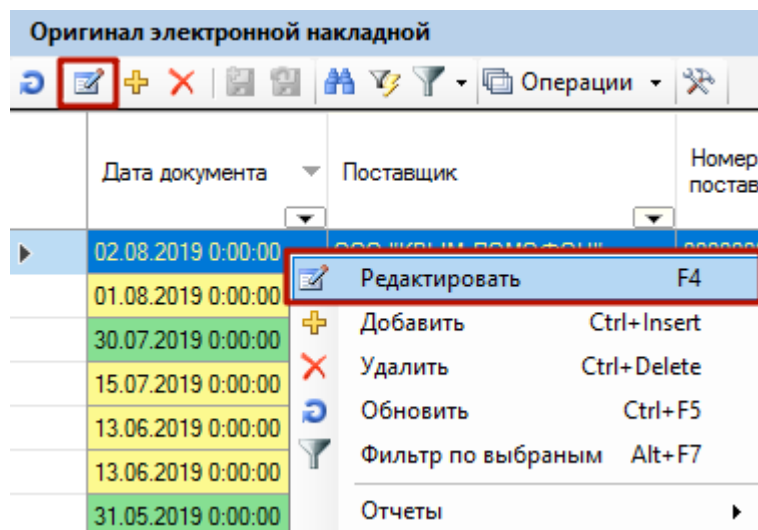 Оригинал электронной накладной
Операции
Дата документа
Поставщик
Номер
постав
02.08.2019 0:00:00
Редактировать F4
01.08.2019 0:00:00
Добавить Ctrl+Insert
30.07.2019 0:00:00
Удалить Ctrl+Delete
15.07.2019 0:00:00
Обновить Ctrl+F5
13.06.2019 0:00:00
Фильтр по выбраным Alt+F7
13.06.2019 0:00:00
Отчеты
31.05.2019 0:00:00